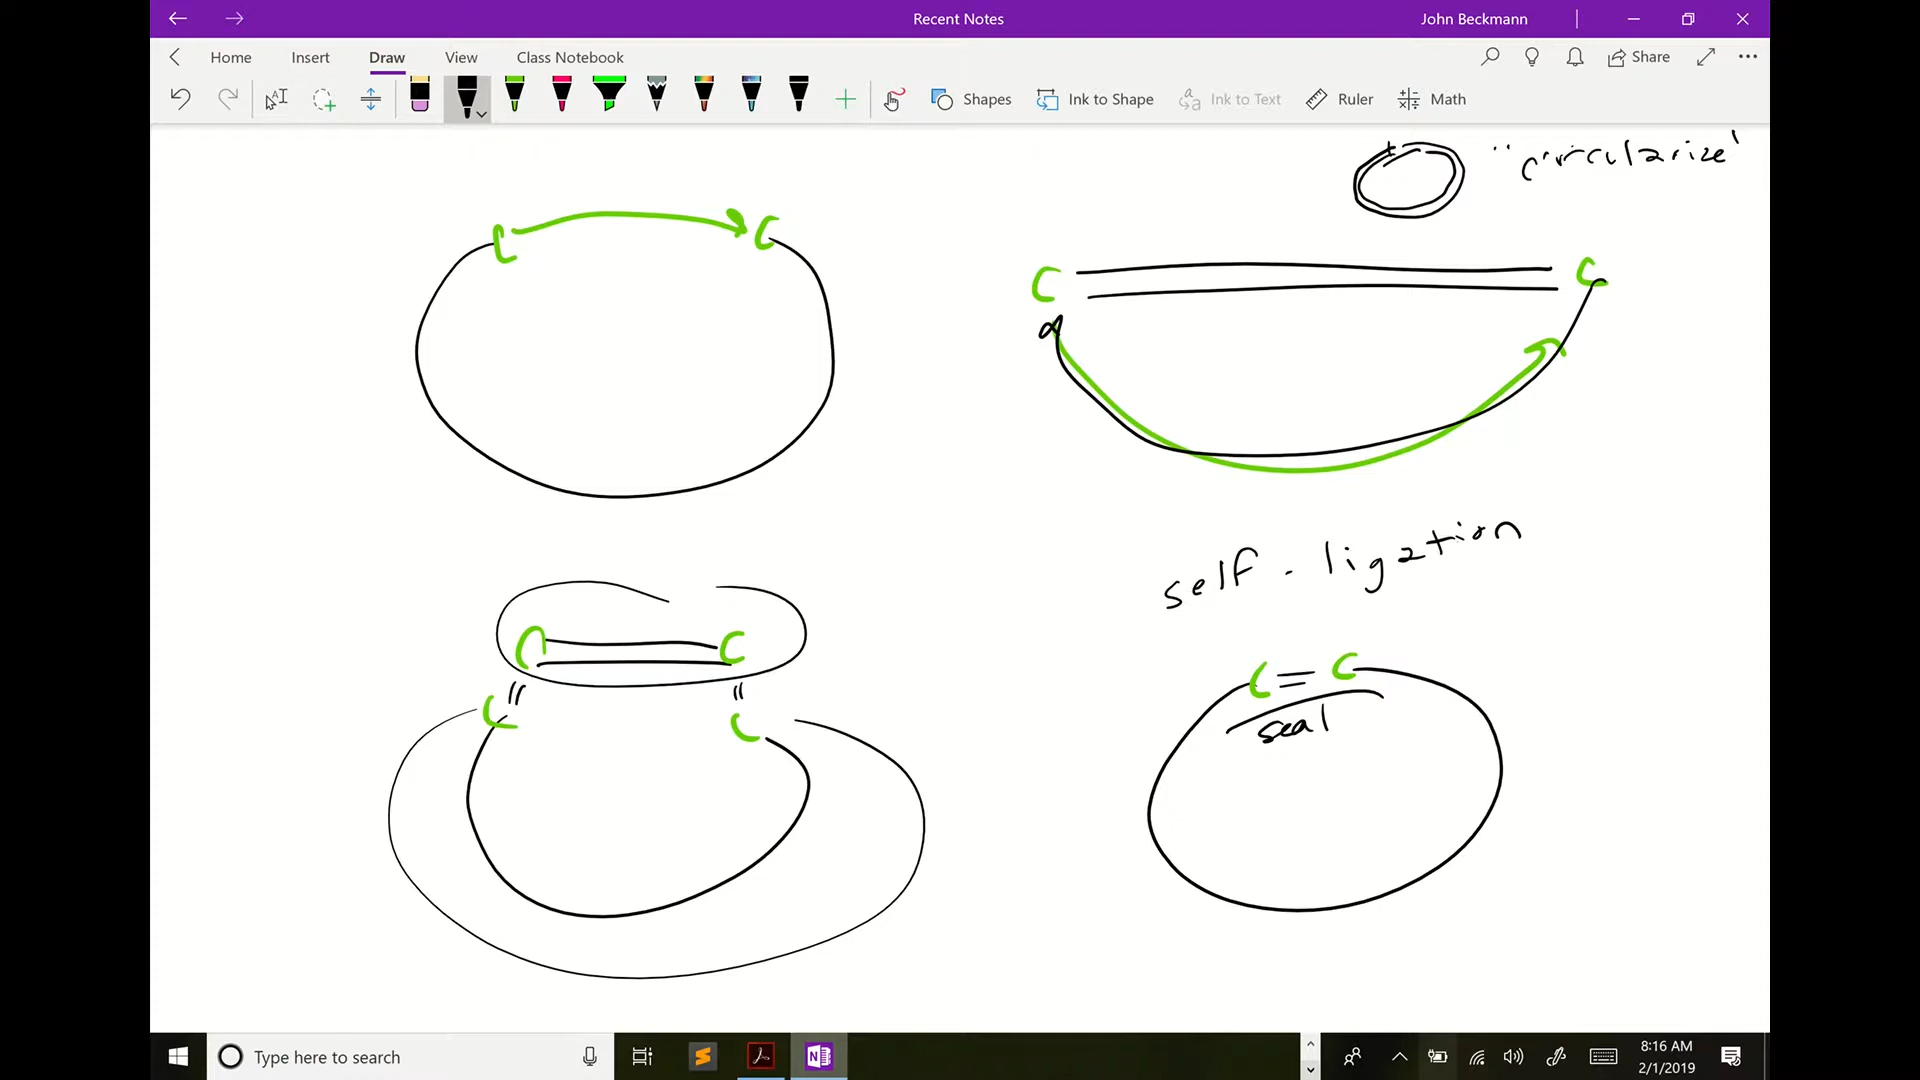 Recent Notes
John Beckmann
Home Insert Draw View Class Notebook
Share
Shapes Ink to Shape Ink to Text Ruler Math
"circularize"
C C
C C
self-ligation
C C
C C
C = C
seal
Type here to search
8:16 AM
2/1/2019